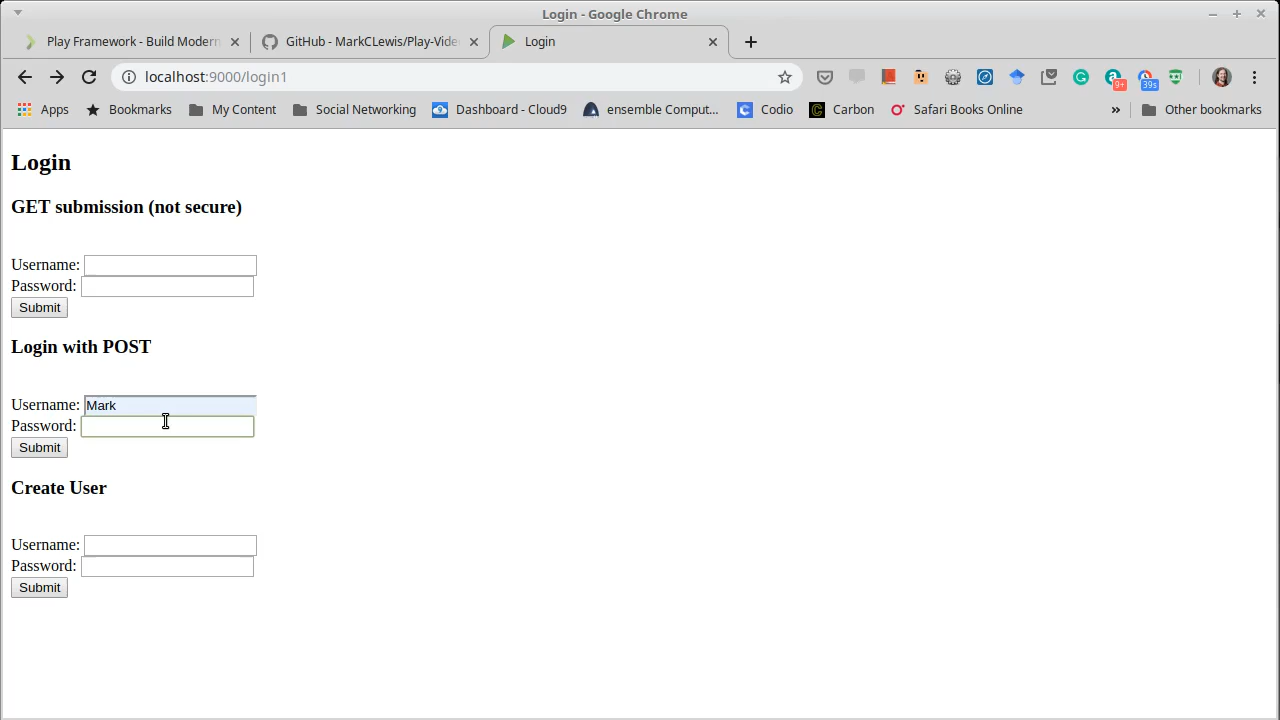 Login - Google Chrome
Play Framework - Build Modern
GitHub - MarkCLewis/Play-Vide
Login
localhost:9000/login1
9+
39s
Apps
Bookmarks
My Content
Social Networking
Dashboard - Cloud9
ensemble Comput...
Codio
Carbon
Safari Books Online
»
Other bookmarks
Login
GET submission (not secure)
Username:
Password:
Submit
Login with POST
Username: Mark
Password:
Submit
Create User
Username:
Password:
Submit